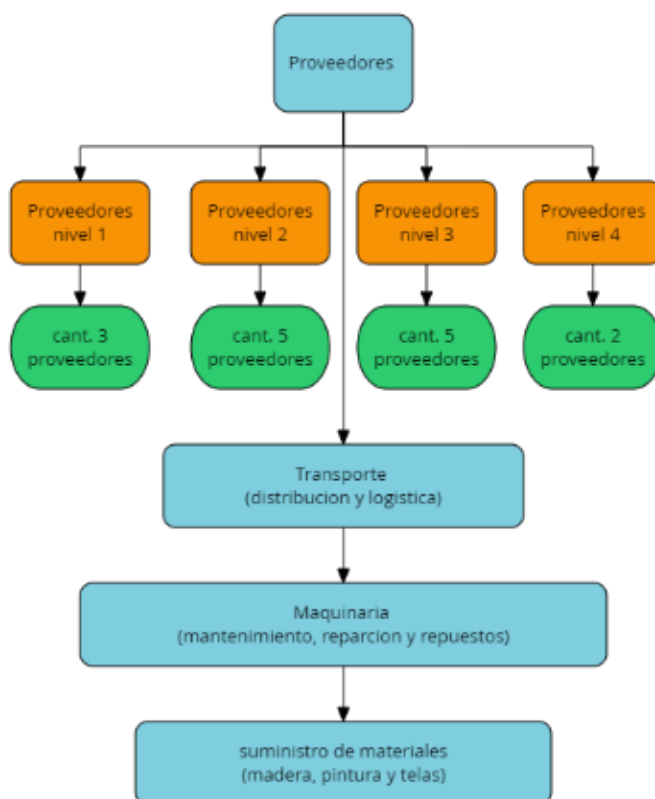 Proveedores
Proveedores
nivel 1
Proveedores
nivel 2
Proveedores
nivel 3
Proveedores
nivel 4
cant. 3
proveedores
cant. 5
proveedores
cant. 5
proveedores
cant. 2
proveedores
Transporte
(distribucion y logistica)
Maquinaria
(mantenimiento, reparcion y repuestos)
suministro de materiales
(madera, pintura y telas)